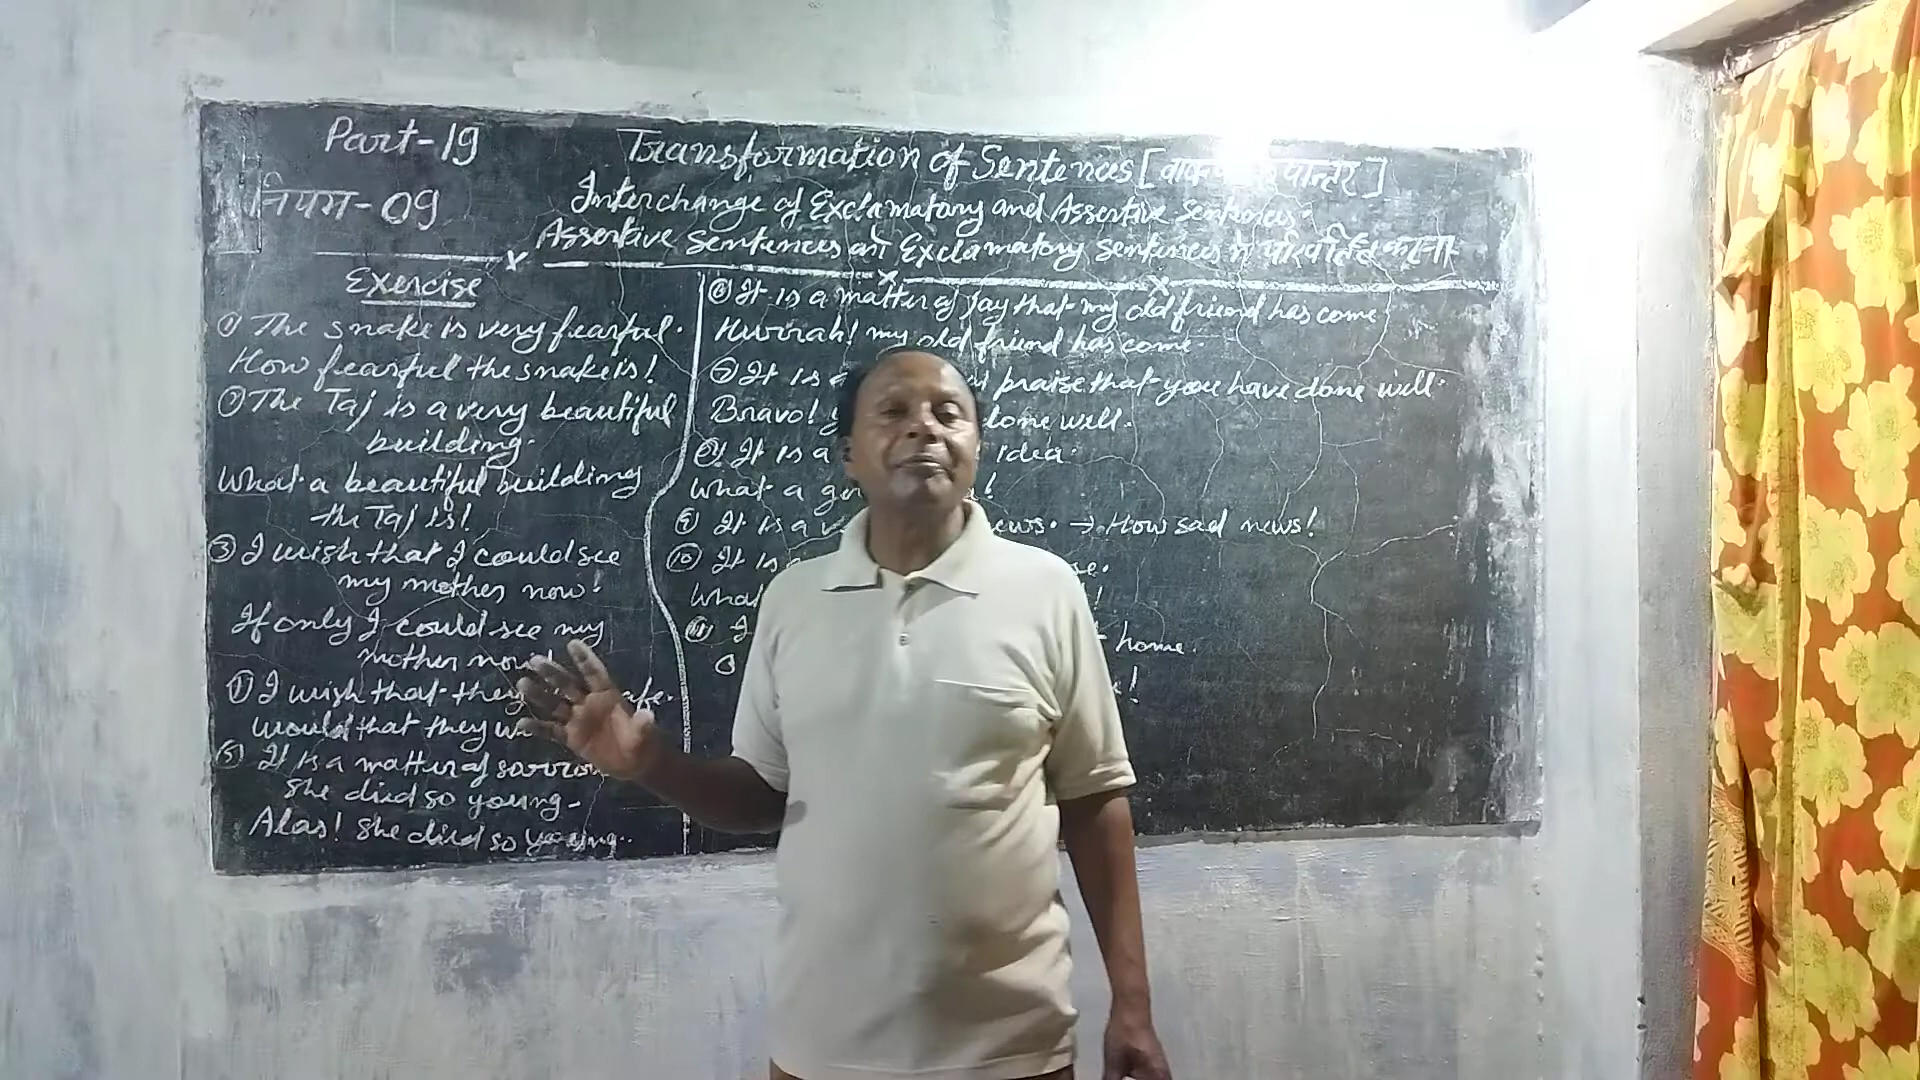 Part-19
Transformation of Sentences [
नियम-09
Interchange of Exclamatory and Assertive Sentences.
Assertive Sentences का Exclamatory Sentences में परिवर्तित करना
Exercise
① The snake is very fearful.
How fearful the snake is!
② The Taj is a very beautiful
building.
What a beautiful building
the Taj is!
③ I wish that I could see
my mother now!
If only I could see my
mother now!
I wish that they safe.
would that they
⑤ It is a matter of sorrow
She died so young-
Alas! She died so young..
⑥ It is a matter of Joy that my old friend has come
Hurrah! my old friend has come.
⑦ It is praise that you have done well.
Bravo! done well.
It is a idea.
What a !
⑨ It is a → How sad news!
⑩ It is
What !
⑪ I home.
O !